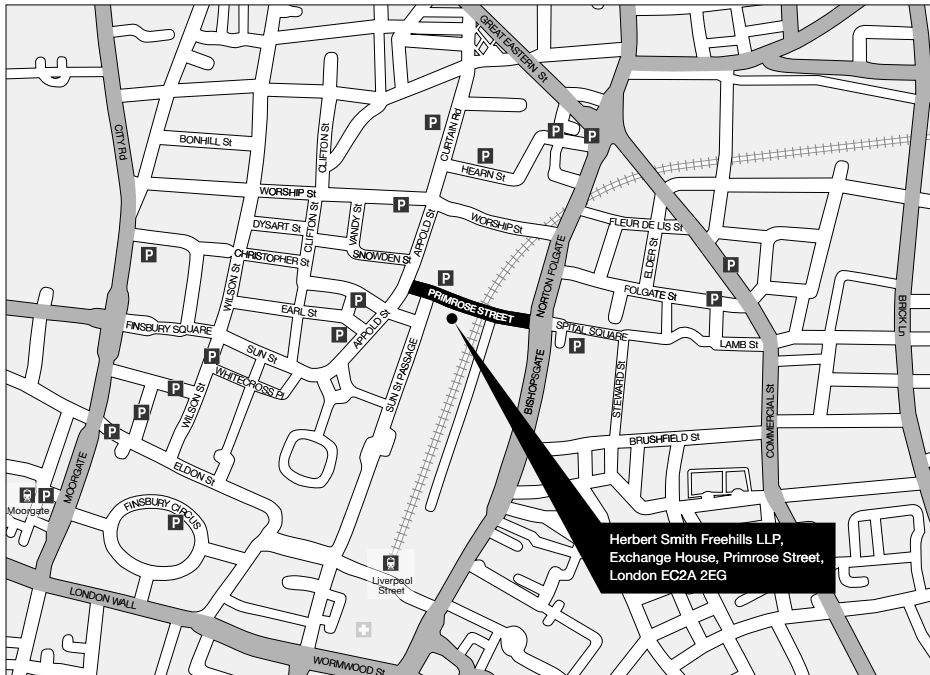 GREAT EASTERN St
CITY Rd
BONHILL St
CLIFTON St
CURTAIN Rd
P
P
P
P
HEARN St
WORSHIP St
P
DYSART St
CLIFTON St
VANDY St
APPOLD St
WORSHIP St
FLEUR DE LIS St
P
CHRISTOPHER St
SNOWDEN St
ELDER St
P
WILSON St
P
PRIMROSE STREET
NORTON FOLGATE
FOLGATE St
P
P
BRICK Ln
FINSBURY SQUARE
EARL St
P
APPOLD St
SPITAL SQUARE
P
LAMB St
SUN St
P
WHITECROSS Pl
SUN St PASSAGE
BISHOPSGATE
STEWARD St
P
WILSON St
P
P
COMMERCIAL St
BRUSHFIELD St
ELDON St
MOORGATE
P
Moorgate
FINSBURY CIRCUS
P
Herbert Smith Freehills LLP,
Exchange House, Primrose Street,
London EC2A 2EG
Liverpool
Street
LONDON WALL
WORMWOOD St